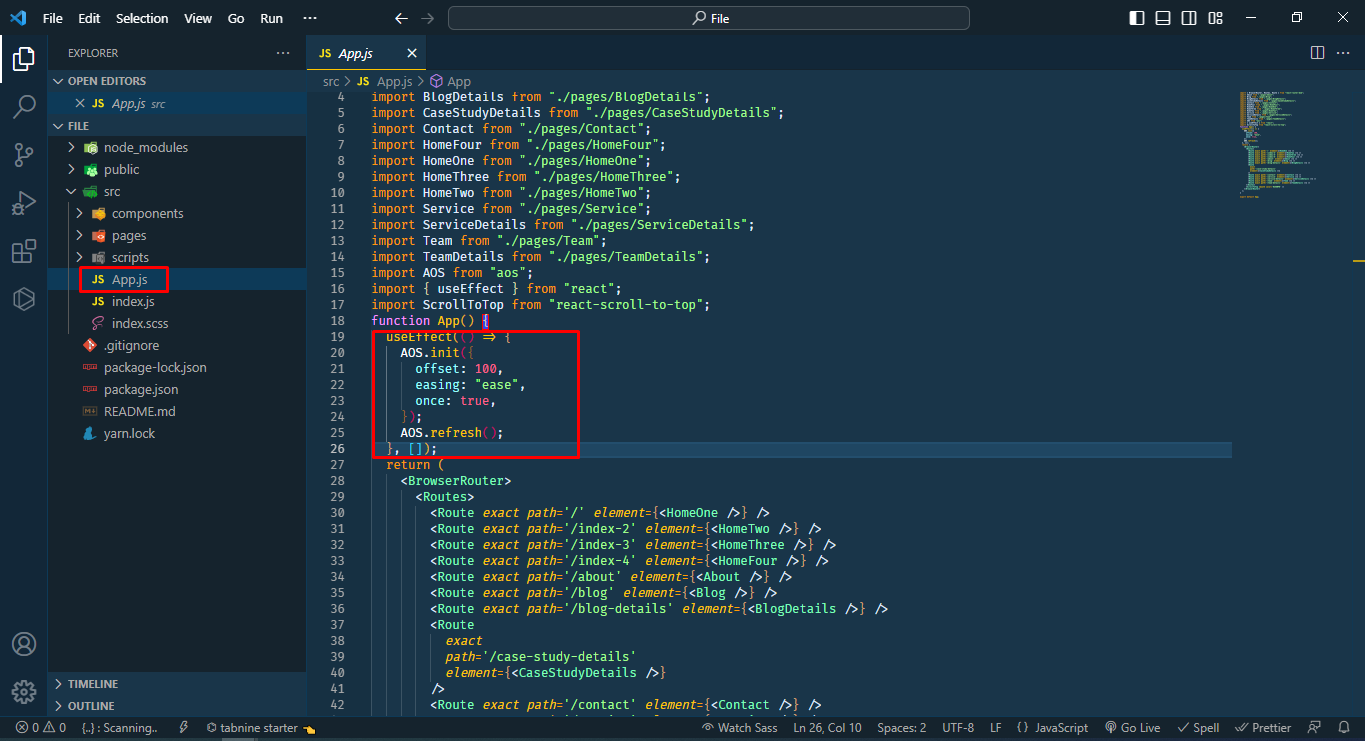 File Edit Selection View Go Run ··· File
EXPLORER ···
OPEN EDITORS
JS App.js src
FILE
node_modules
public
src
components
pages
scripts
JS App.js
JS index.js
index.scss
.gitignore
package-lock.json
package.json
README.md
yarn.lock
TIMELINE
OUTLINE
JS App.js ···
src > JS App.js > App
4 import BlogDetails from "./pages/BlogDetails";
5 import CaseStudyDetails from "./pages/CaseStudyDetails";
6 import Contact from "./pages/Contact";
7 import HomeFour from "./pages/HomeFour";
8 import HomeOne from "./pages/HomeOne";
9 import HomeThree from "./pages/HomeThree";
10 import HomeTwo from "./pages/HomeTwo";
11 import Service from "./pages/Service";
12 import ServiceDetails from "./pages/ServiceDetails";
13 import Team from "./pages/Team";
14 import TeamDetails from "./pages/TeamDetails";
15 import AOS from "aos";
16 import { useEffect } from "react";
17 import ScrollToTop from "react-scroll-to-top";
18 function App() {
19 useEffect(() => {
20 AOS.init({
21 offset: 100,
22 easing: "ease",
23 once: true,
24 });
25 AOS.refresh();
26 }, []);
27 return (
28 <BrowserRouter>
29 <Routes>
30 <Route exact path='/' element={<HomeOne />} />
31 <Route exact path='/index-2' element={<HomeTwo />} />
32 <Route exact path='/index-3' element={<HomeThree />} />
33 <Route exact path='/index-4' element={<HomeFour />} />
34 <Route exact path='/about' element={<About />} />
35 <Route exact path='/blog' element={<Blog />} />
36 <Route exact path='/blog-details' element={<BlogDetails />} />
37 <Route
38 exact
39 path='/case-study-details'
40 element={<CaseStudyDetails />}
41 />
42 <Route exact path='/contact' element={<Contact />} />
0 0 {..} : Scanning.. tabnine starter Watch Sass Ln 26, Col 10 Spaces: 2 UTF-8 LF {} JavaScript Go Live Spell Prettier